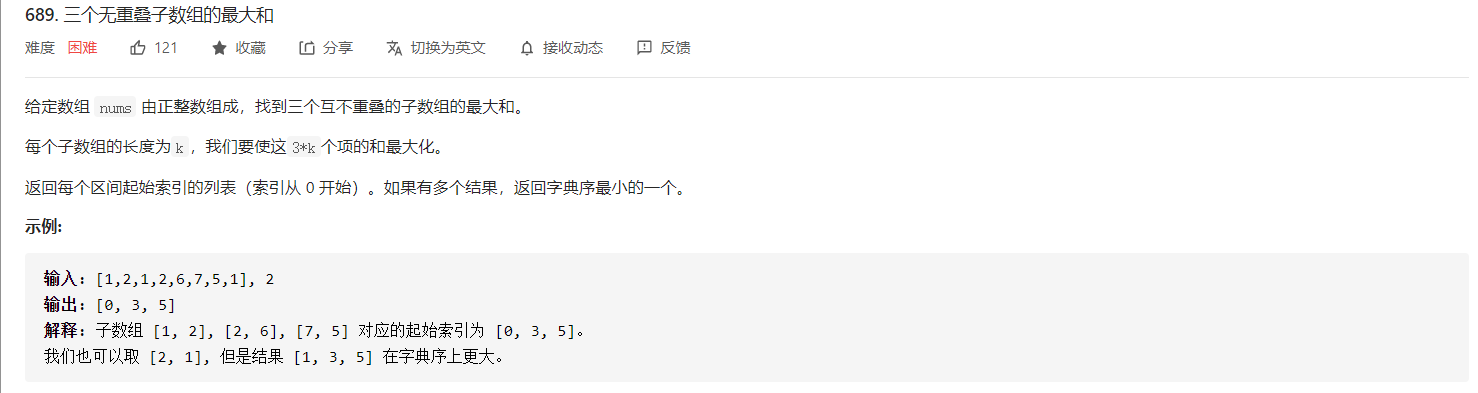 689. 三个无重叠子数组的最大和
难度 困难 121 收藏 分享 切换为英文 接收动态 反馈
给定数组 nums 由正整数组成，找到三个互不重叠的子数组的最大和。
每个子数组的长度为k，我们要使这3*k个项的和最大化。
返回每个区间起始索引的列表（索引从 0 开始）。如果有多个结果，返回字典序最小的一个。
示例:
输入: [1,2,1,2,6,7,5,1], 2
输出: [0, 3, 5]
解释: 子数组 [1, 2], [2, 6], [7, 5] 对应的起始索引为 [0, 3, 5]。
我们也可以取 [2, 1], 但是结果 [1, 3, 5] 在字典序上更大。